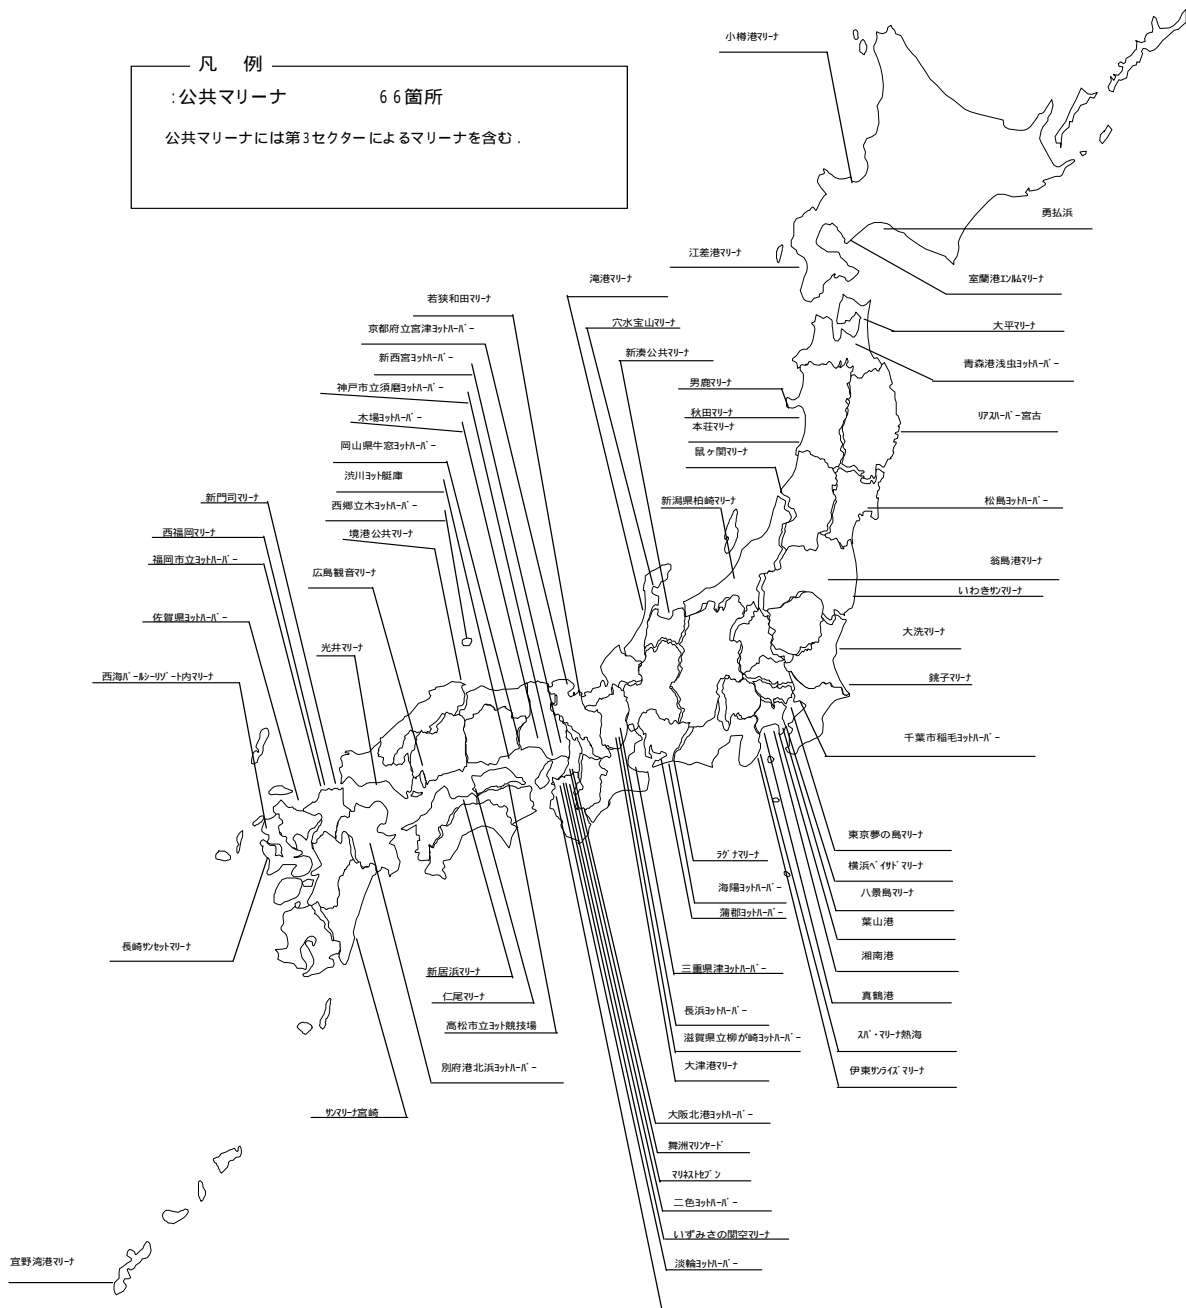 凡 例
:公共マリーナ 66箇所
公共マリーナには第3セクターによるマリーナを含む.
小樽港マリーナ
勇払浜
江差港マリーナ
室蘭港エンルムマリーナ
滝港マリーナ
若狭和田マリーナ
穴水宝山マリーナ
大平マリーナ
京都府立宮津ヨットハーバー
新湊公共マリーナ
新西宮ヨットハーバー
青森港浅虫ヨットハーバー
男鹿マリーナ
神戸市立須磨ヨットハーバー
秋田マリーナ
リアスハーバー宮古
木場ヨットハーバー
本荘マリーナ
岡山県牛窓ヨットハーバー
鼠ヶ関マリーナ
渋川ヨット艇庫
新門司マリーナ
新潟県柏崎マリーナ
松島ヨットハーバー
西郷立木ヨットハーバー
西福岡マリーナ
境港公共マリーナ
福岡市立ヨットハーバー
翁島港マリーナ
広島観音マリーナ
いわきサンマリーナ
佐賀県ヨットハーバー
大洗マリーナ
光井マリーナ
西海パールシーリゾート内マリーナ
銚子マリーナ
千葉市稲毛ヨットハーバー
東京夢の島マリーナ
ラグナマリーナ
横浜ベイサイドマリーナ
海陽ヨットハーバー
八景島マリーナ
蒲郡ヨットハーバー
葉山港
長崎サンセットマリーナ
湘南港
新居浜マリーナ
三重県津ヨットハーバー
仁尾マリーナ
真鶴港
長浜ヨットハーバー
高松市立ヨット競技場
滋賀県立柳が崎ヨットハーバー
スパ・マリーナ熱海
別府港北浜ヨットハーバー
大津港マリーナ
伊東サンライズマリーナ
サンマリーナ宮崎
大阪北港ヨットハーバー
舞洲マリンヤード
マリネストセブン
二色ヨットハーバー
いずみさの関空マリーナ
宜野湾港マリーナ
淡輪ヨットハーバー